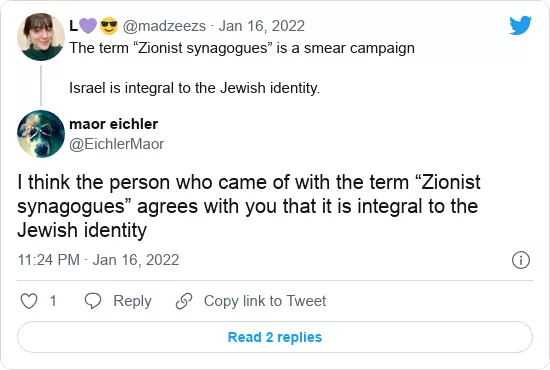 L💜😎 @madzeezs · Jan 16, 2022
The term “Zionist synagogues” is a smear campaign
Israel is integral to the Jewish identity.
maor eichler
@EichlerMaor
I think the person who came of with the term “Zionist
synagogues” agrees with you that it is integral to the
Jewish identity
11:24 PM · Jan 16, 2022
1 Reply Copy link to Tweet
Read 2 replies